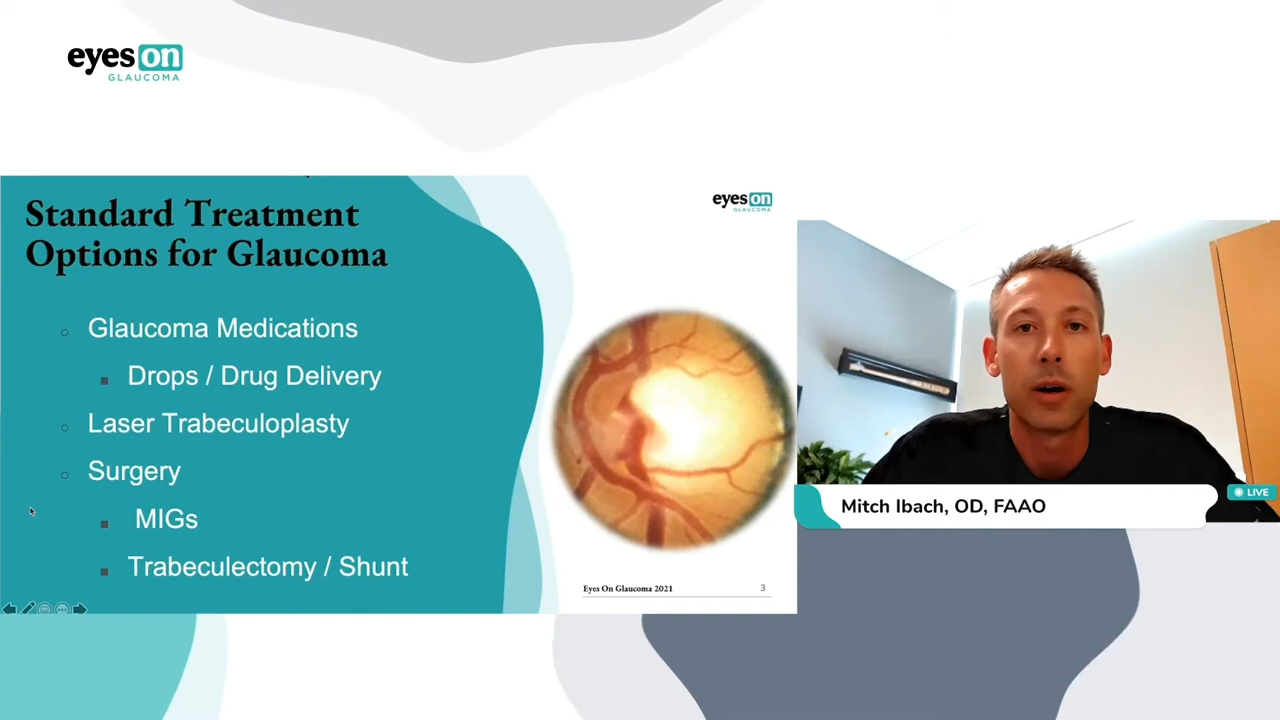 eyes on
GLAUCOMA
Standard Treatment
Options for Glaucoma
Glaucoma Medications
Drops / Drug Delivery
Laser Trabeculoplasty
Surgery
MIGs
Trabeculectomy / Shunt
eyes on
GLAUCOMA
Eyes On Glaucoma 2021
3
Mitch Ibach, OD, FAAO
LIVE